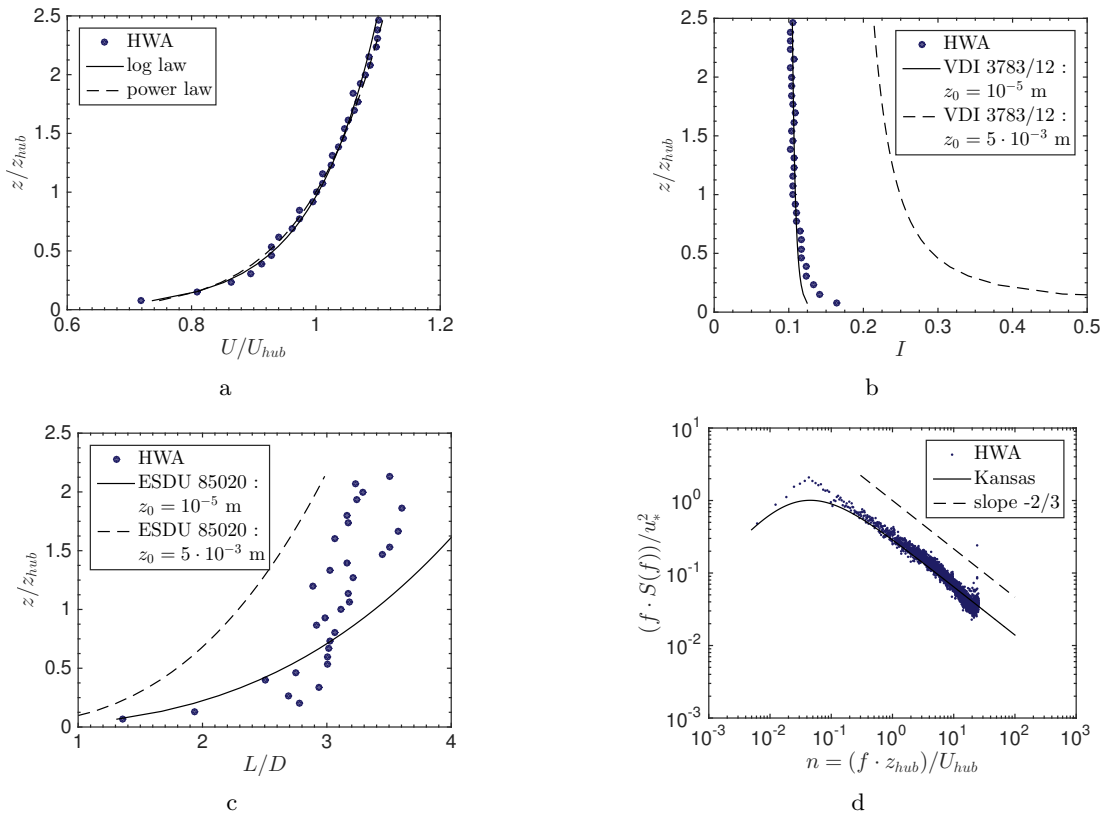 2.5
2
1.5
1
0.5
0
z/z_hub
HWA
log law
power law
0.6 0.8 1 1.2
U/U_hub
a
2.5
2
1.5
1
0.5
0
z/z_hub
HWA
VDI 3783/12 :
z_0 = 10^-5 m
VDI 3783/12 :
z_0 = 5 · 10^-3 m
0 0.1 0.2 0.3 0.4 0.5
I
b
2.5
2
1.5
1
0.5
0
z/z_hub
HWA
ESDU 85020 :
z_0 = 10^-5 m
ESDU 85020 :
z_0 = 5 · 10^-3 m
1 2 3 4
L/D
c
10^1
10^0
10^-1
10^-2
10^-3
(f · S(f))/u_*^2
HWA
Kansas
slope -2/3
10^-3 10^-2 10^-1 10^0 10^1 10^2 10^3
n = (f · z_hub)/U_hub
d